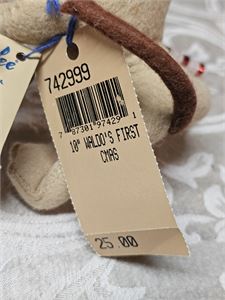 742999
7 87301 97429 1
10" WALDO'S FIRST
CMAS
25.00